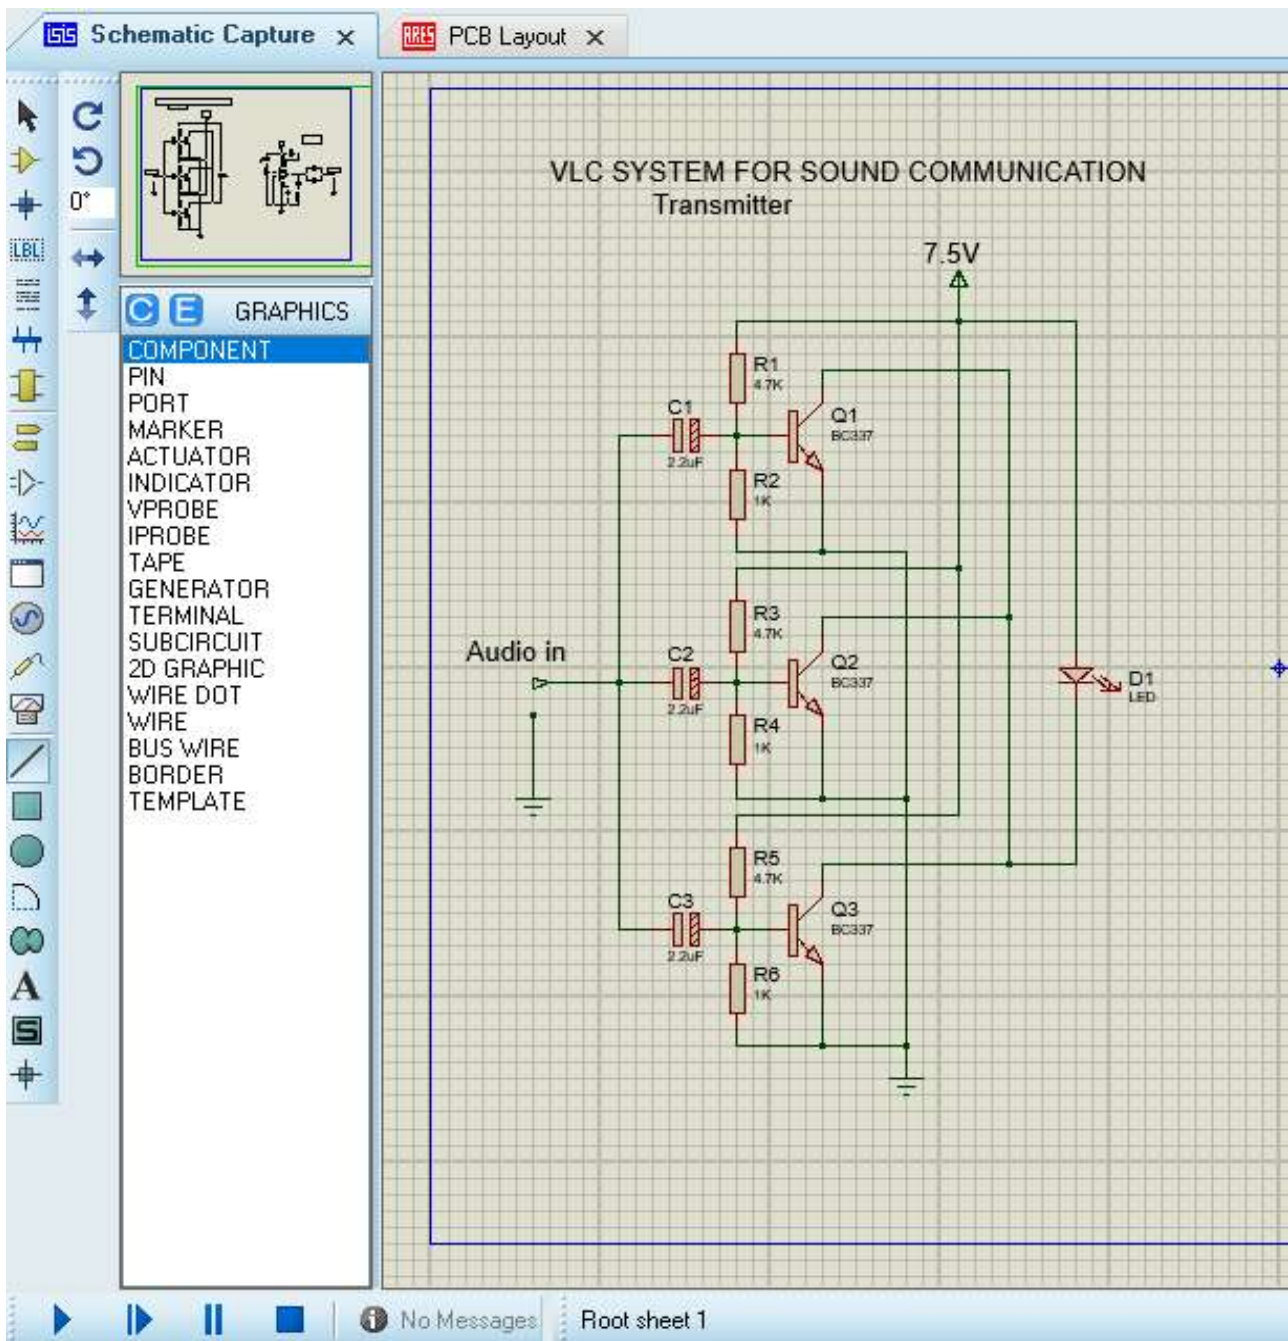 ISIS Schematic Capture x
ARES PCB Layout x
0°
LBL
C E GRAPHICS
COMPONENT
PIN
PORT
MARKER
ACTUATOR
INDICATOR
VPROBE
IPROBE
TAPE
GENERATOR
TERMINAL
SUBCIRCUIT
2D GRAPHIC
WIRE DOT
WIRE
BUS WIRE
BORDER
TEMPLATE
A
S
VLC SYSTEM FOR SOUND COMMUNICATION
Transmitter
7.5V
R1
4.7K
C1
2.2uF
Q1
BC337
R2
1K
R3
4.7K
Audio in
C2
2.2uF
Q2
BC337
R4
1K
D1
LED
R5
4.7K
C3
2.2uF
Q3
BC337
R6
1K
No Messages
Root sheet 1